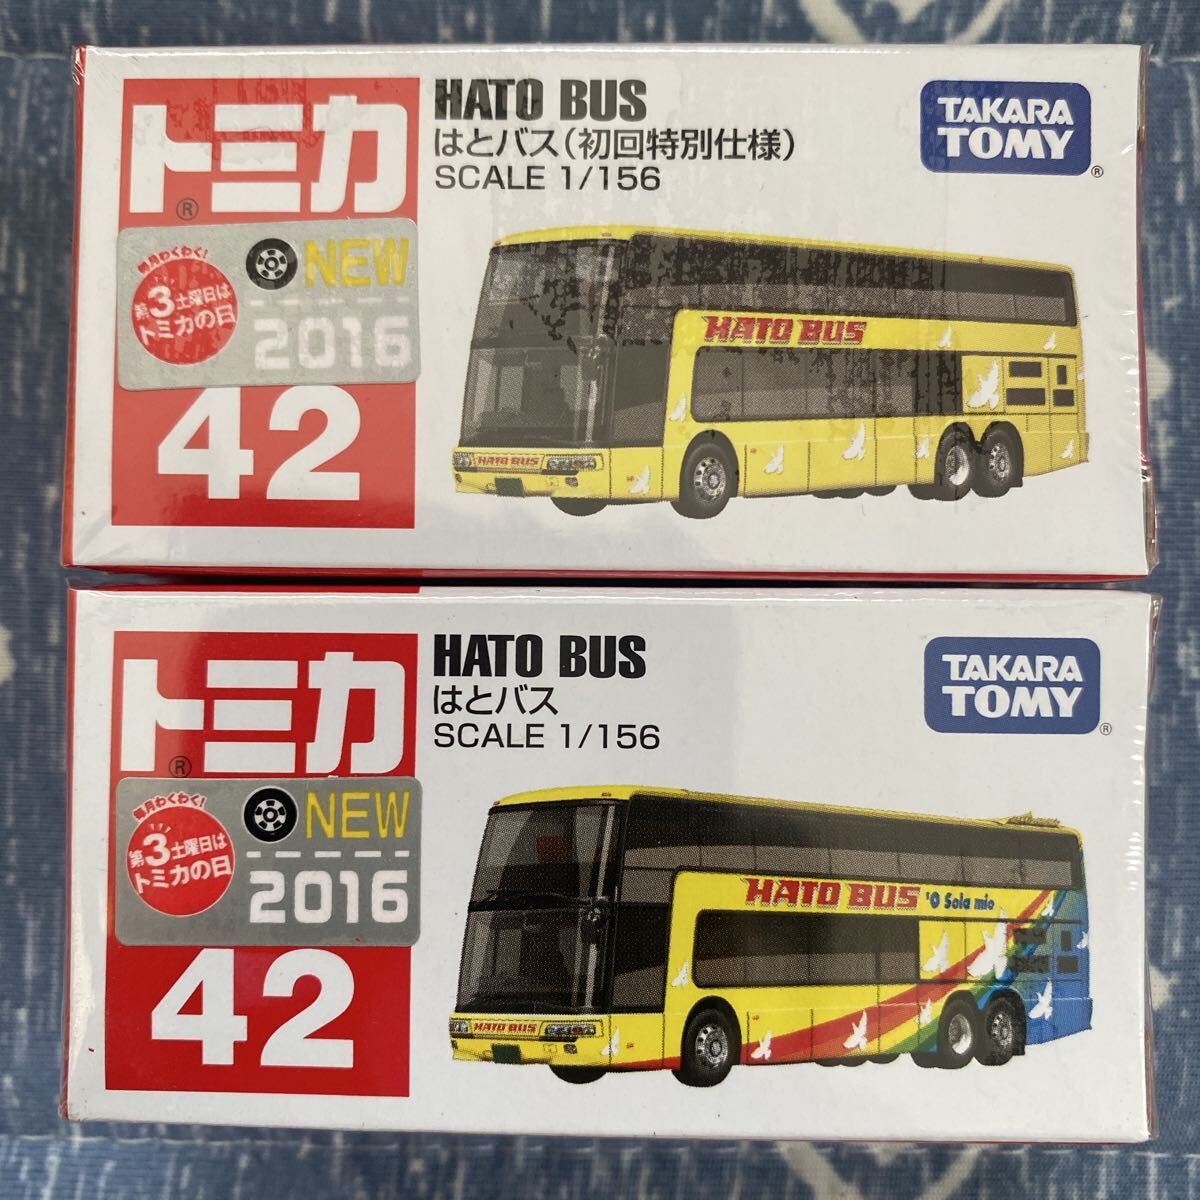 トミカ
®
HATO BUS
はとバス(初回特別仕様)
SCALE 1/156
TAKARA
TOMY
®
毎月わくわく!
第3土曜日は
トミカの日
NEW
2016
42
HATO BUS
HATO BUS
トミカ
®
HATO BUS
はとバス
SCALE 1/156
TAKARA
TOMY
®
毎月わくわく!
第3土曜日は
トミカの日
NEW
2016
42
HATO BUS 'O Sola mio
HATO BUS